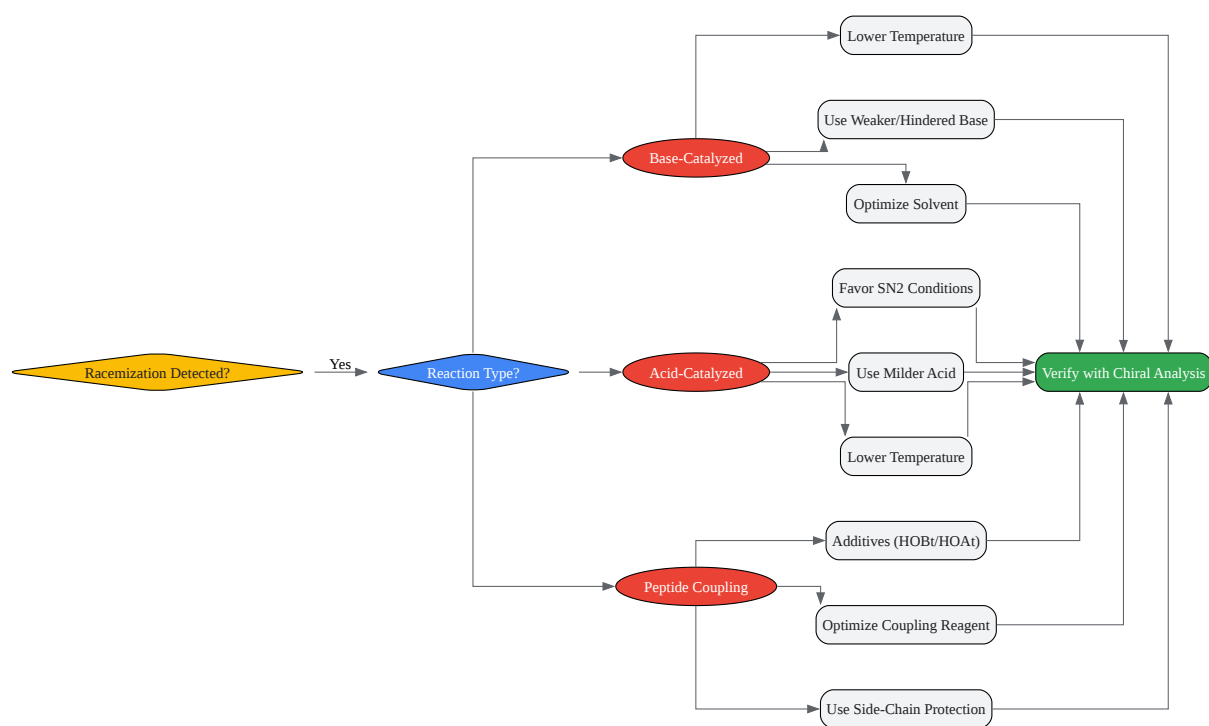 Lower Temperature
Use Weaker/Hindered Base
Base-Catalyzed
Optimize Solvent
Favor SN2 Conditions
Racemization Detected?
Yes
Reaction Type?
Acid-Catalyzed
Use Milder Acid
Verify with Chiral Analysis
Lower Temperature
Additives (HOBt/HOAt)
Peptide Coupling
Optimize Coupling Reagent
Use Side-Chain Protection